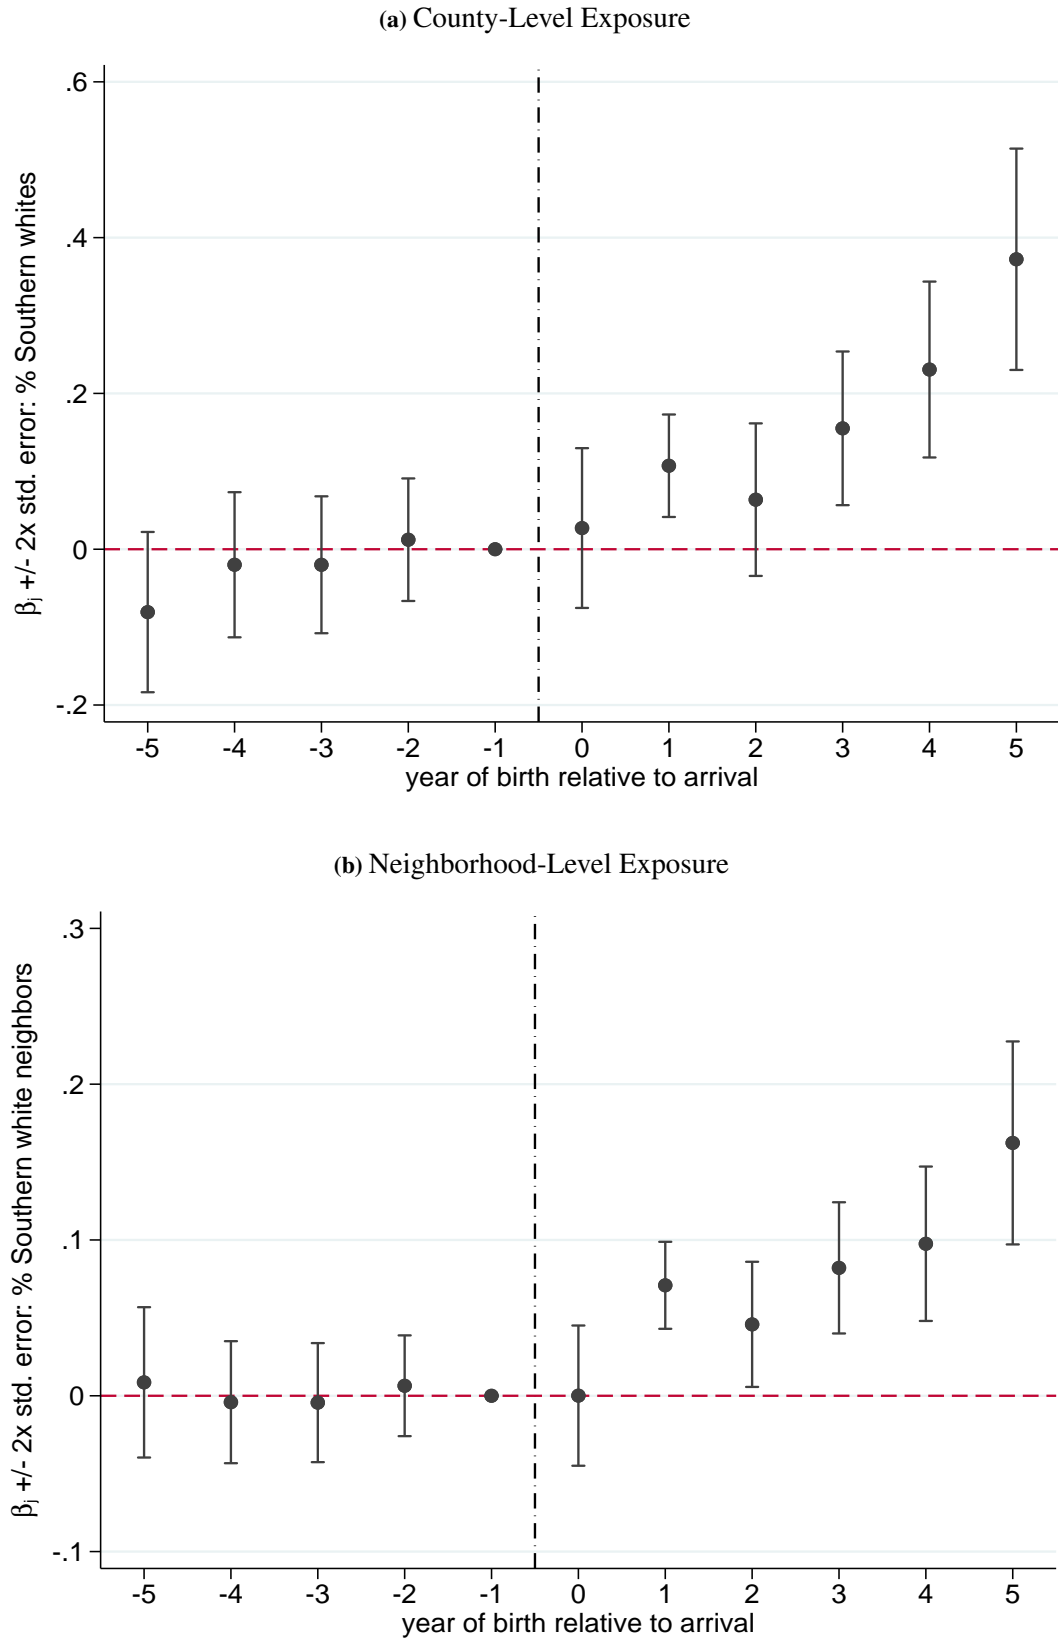 (a) County-Level Exposure
.6
.4
.2
0
-.2
βj +/- 2x std. error: % Southern whites
-5 -4 -3 -2 -1 0 1 2 3 4 5
year of birth relative to arrival
(b) Neighborhood-Level Exposure
.3
.2
.1
0
-.1
βj +/- 2x std. error: % Southern white neighbors
-5 -4 -3 -2 -1 0 1 2 3 4 5
year of birth relative to arrival